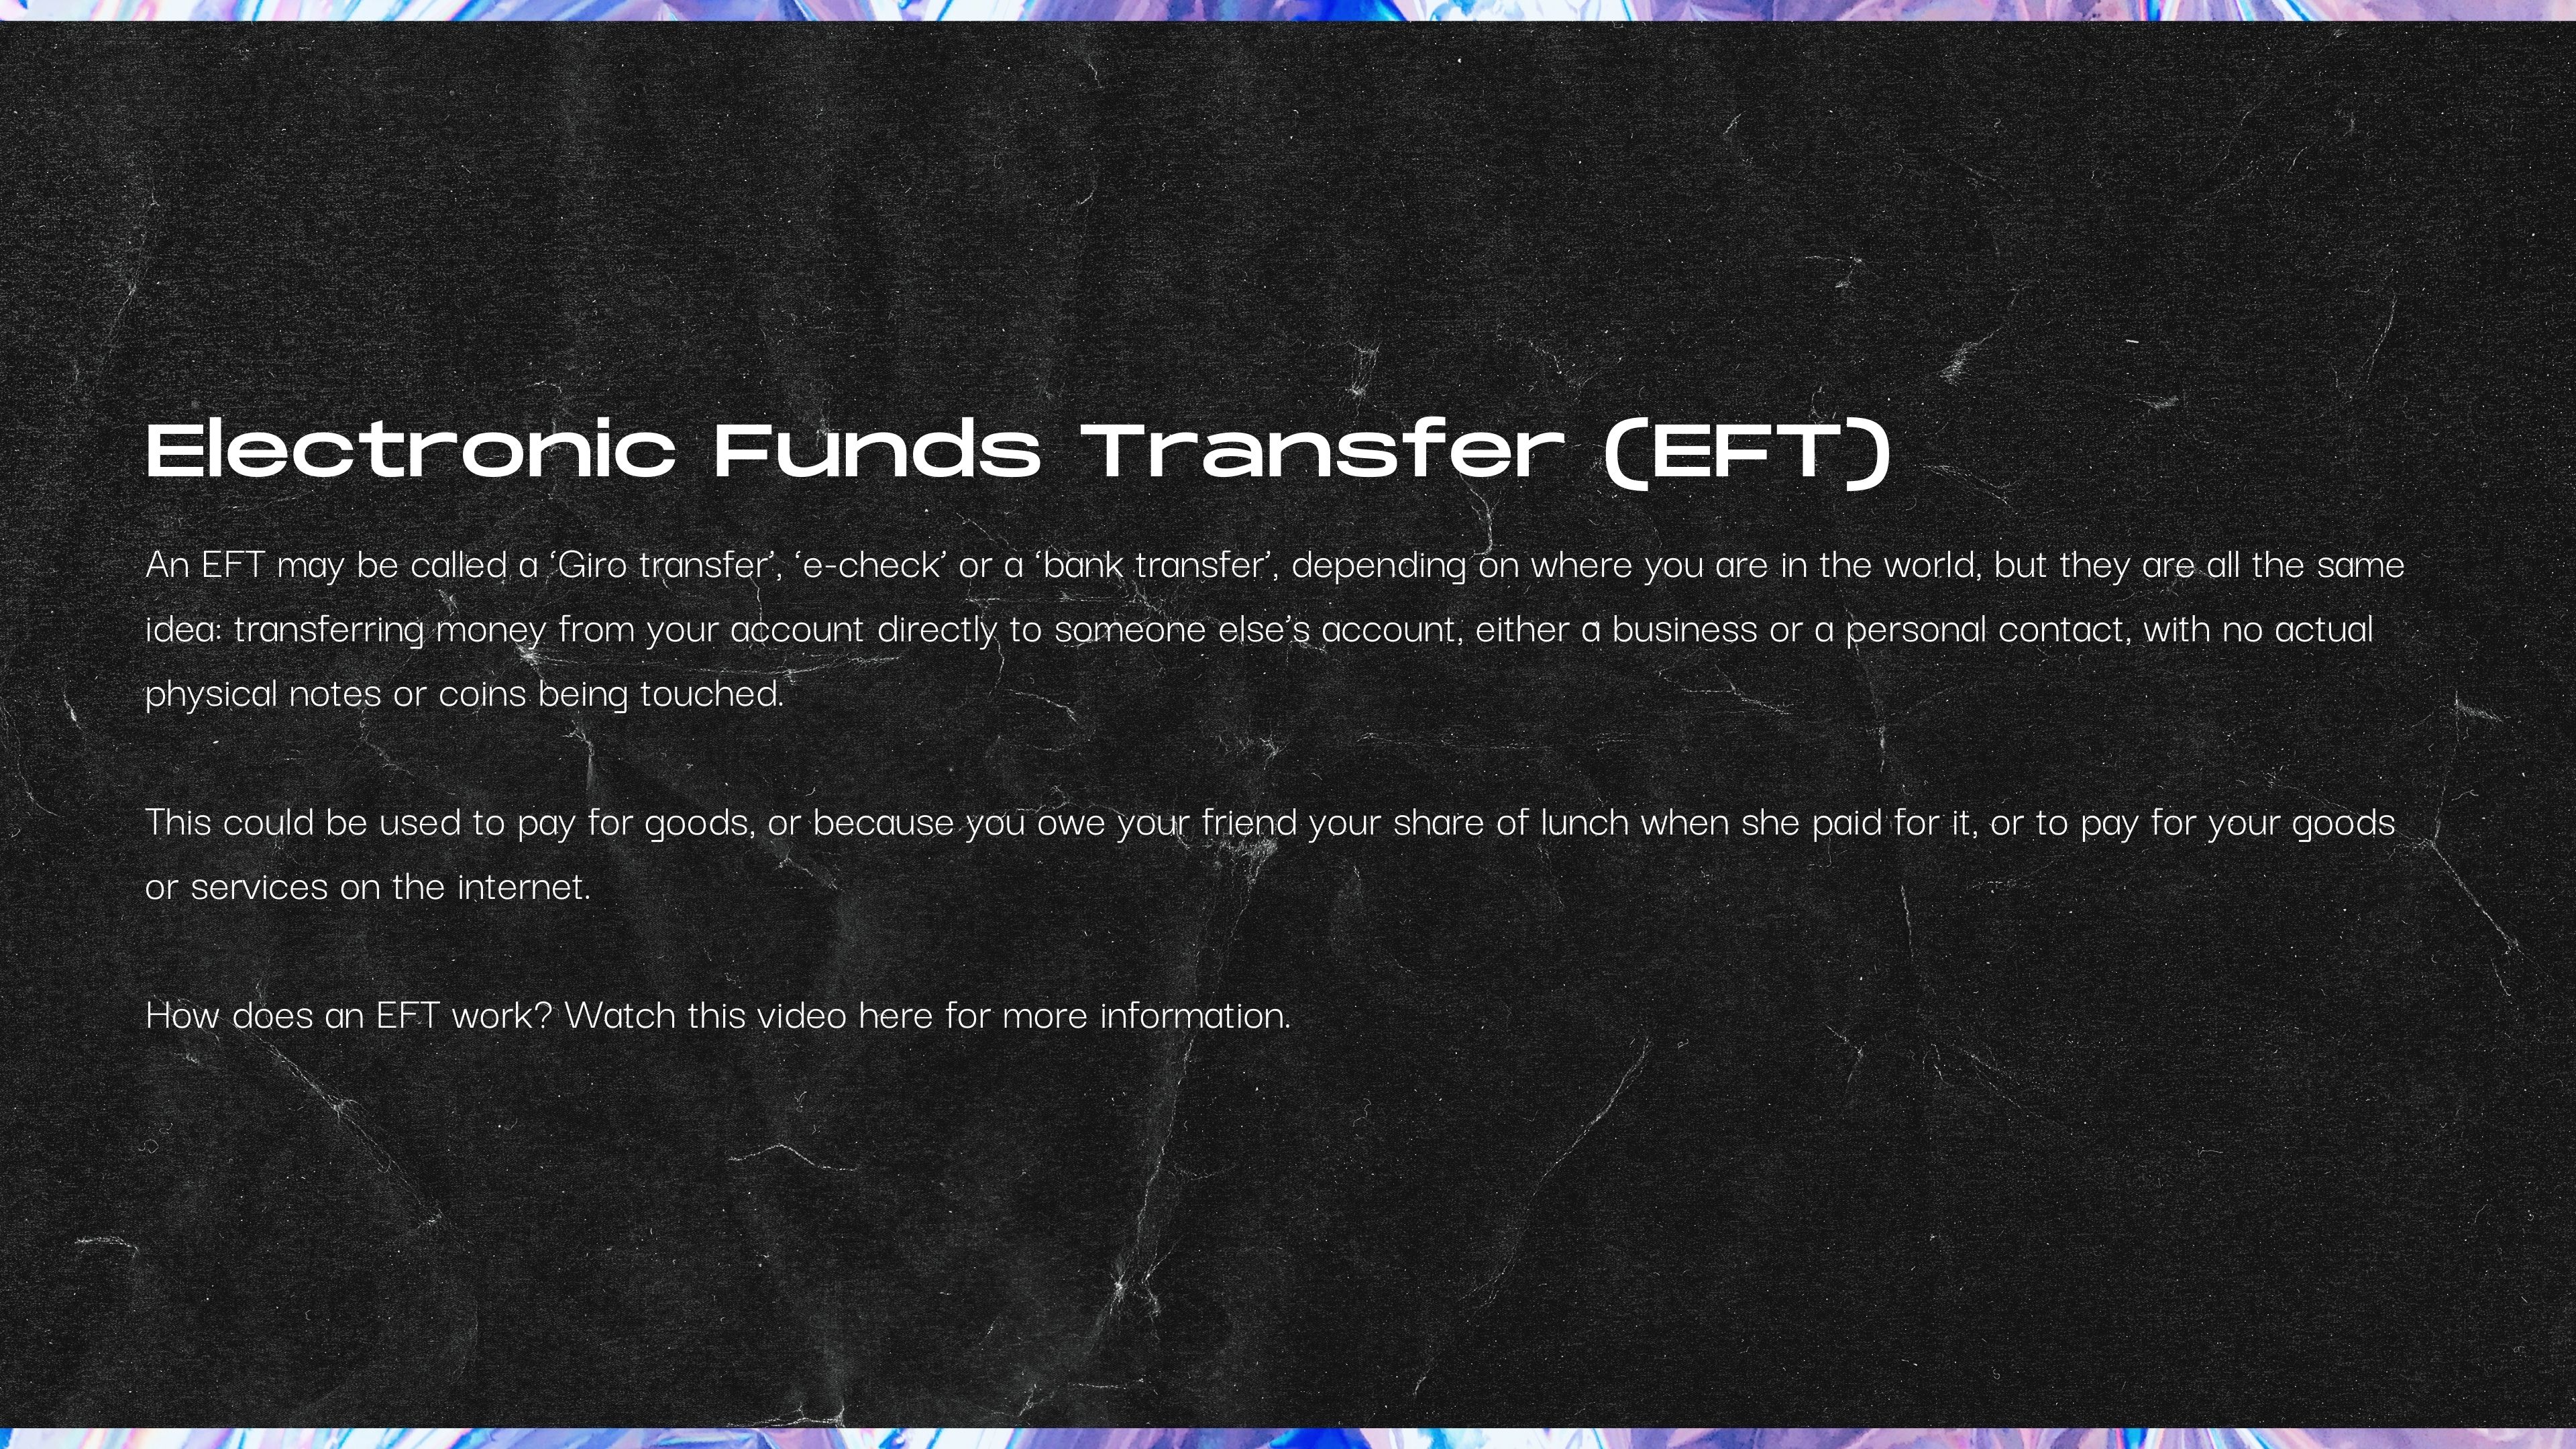 Electronic Funds Transfer (EFT)
An EFT may be called a ‘Giro transfer’, ‘e-check’ or a ‘bank transfer’, depending on where you are in the world, but they are all the same
idea: transferring money from your account directly to someone else’s account, either a business or a personal contact, with no actual
physical notes or coins being touched.
This could be used to pay for goods, or because you owe your friend your share of lunch when she paid for it, or to pay for your goods
or services on the internet.
How does an EFT work? Watch this video here for more information.